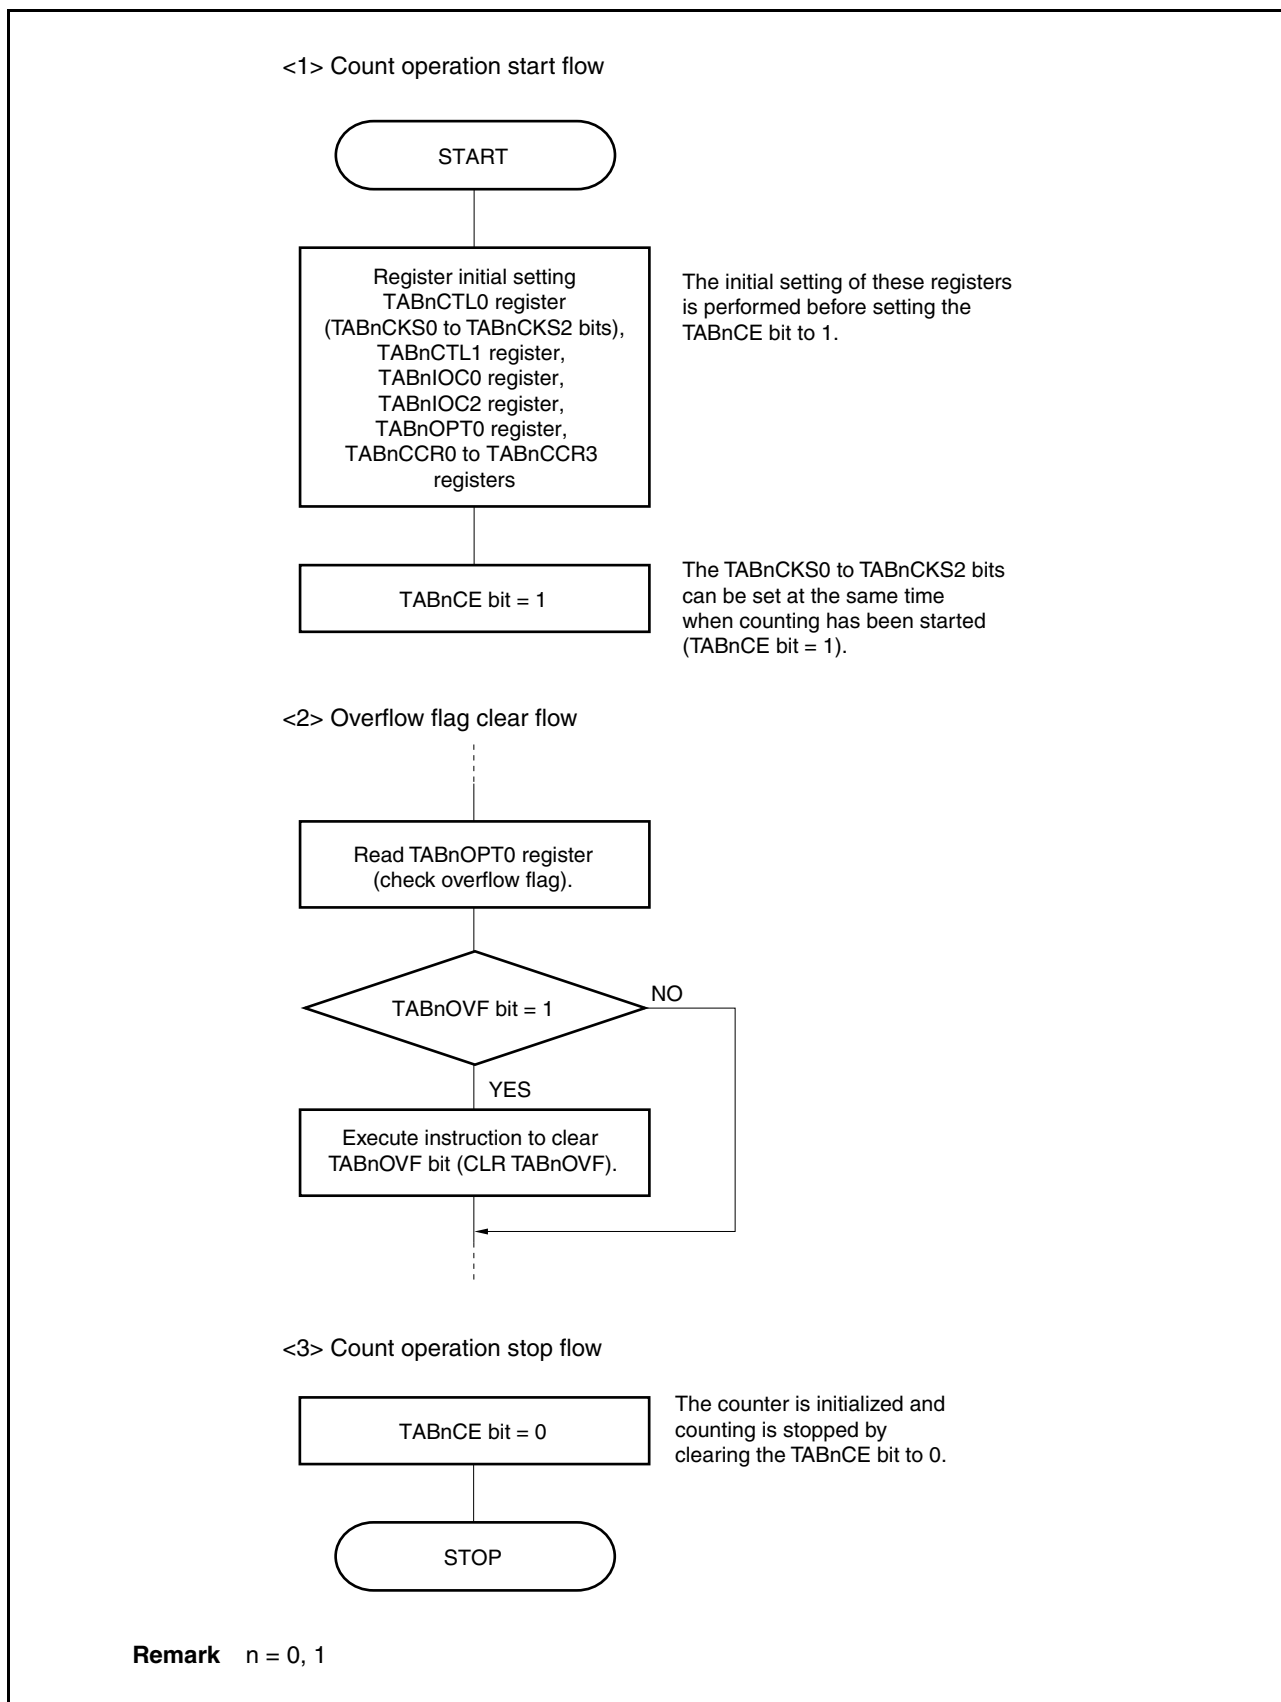 <1> Count operation start flow
START
Register initial setting
TABnCTL0 register
(TABnCKS0 to TABnCKS2 bits),
TABnCTL1 register,
TABnIOC0 register,
TABnIOC2 register,
TABnOPT0 register,
TABnCCR0 to TABnCCR3
registers
The initial setting of these registers
is performed before setting the
TABnCE bit to 1.
TABnCE bit = 1
The TABnCKS0 to TABnCKS2 bits
can be set at the same time
when counting has been started
(TABnCE bit = 1).
<2> Overflow flag clear flow
Read TABnOPT0 register
(check overflow flag).
TABnOVF bit = 1
NO
YES
Execute instruction to clear
TABnOVF bit (CLR TABnOVF).
<3> Count operation stop flow
TABnCE bit = 0
The counter is initialized and
counting is stopped by
clearing the TABnCE bit to 0.
STOP
Remark n = 0, 1